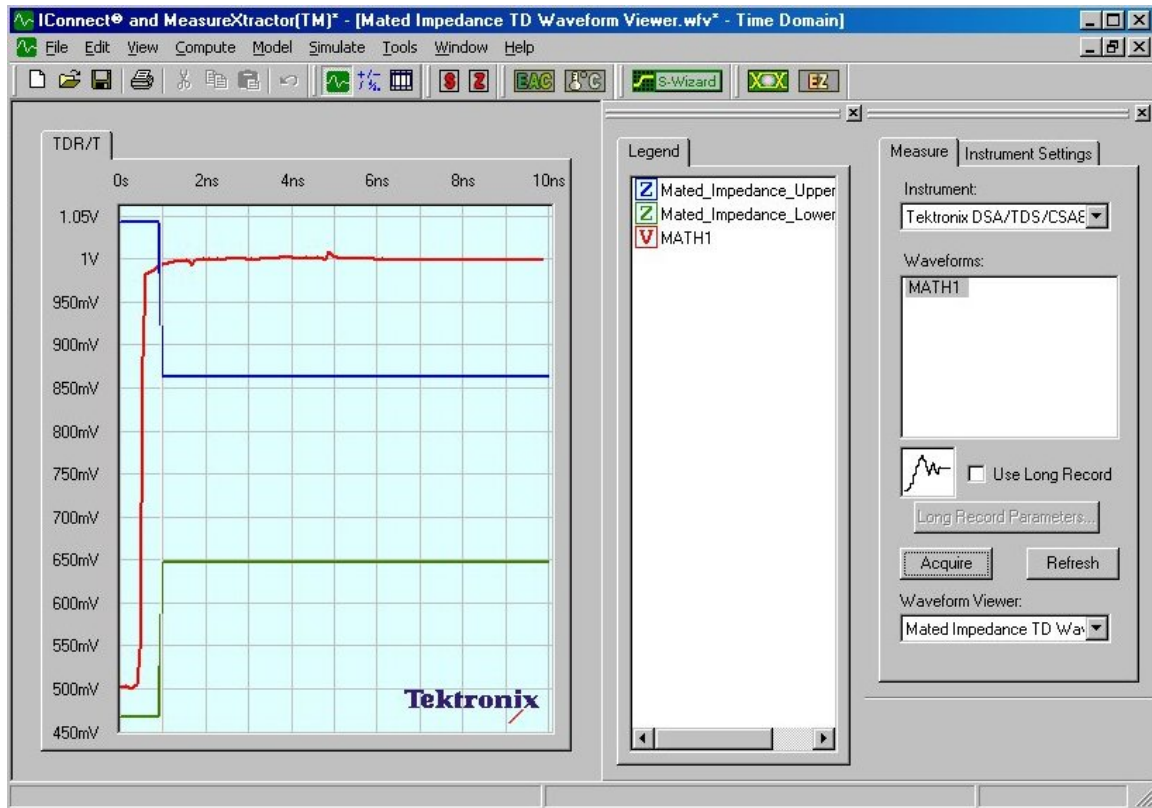 IConnect® and MeasureXtractor(TM)* - [Mated Impedance TD Waveform Viewer.wfv* - Time Domain]
File Edit View Compute Model Simulate Tools Window Help
+/-
S Z EAC °C S-Wizard EZ
TDR/T
0s 2ns 4ns 6ns 8ns 10ns
1.05V
1V
950mV
900mV
850mV
800mV
750mV
700mV
650mV
600mV
550mV
500mV
450mV
Tektronix
Legend
Z Mated_Impedance_Upper
Z Mated_Impedance_Lower
V MATH1
Measure Instrument Settings
Instrument:
Tektronix DSA/TDS/CSA8
Waveforms:
MATH1
Use Long Record
Long Record Parameters...
Acquire Refresh
Waveform Viewer:
Mated Impedance TD Wav